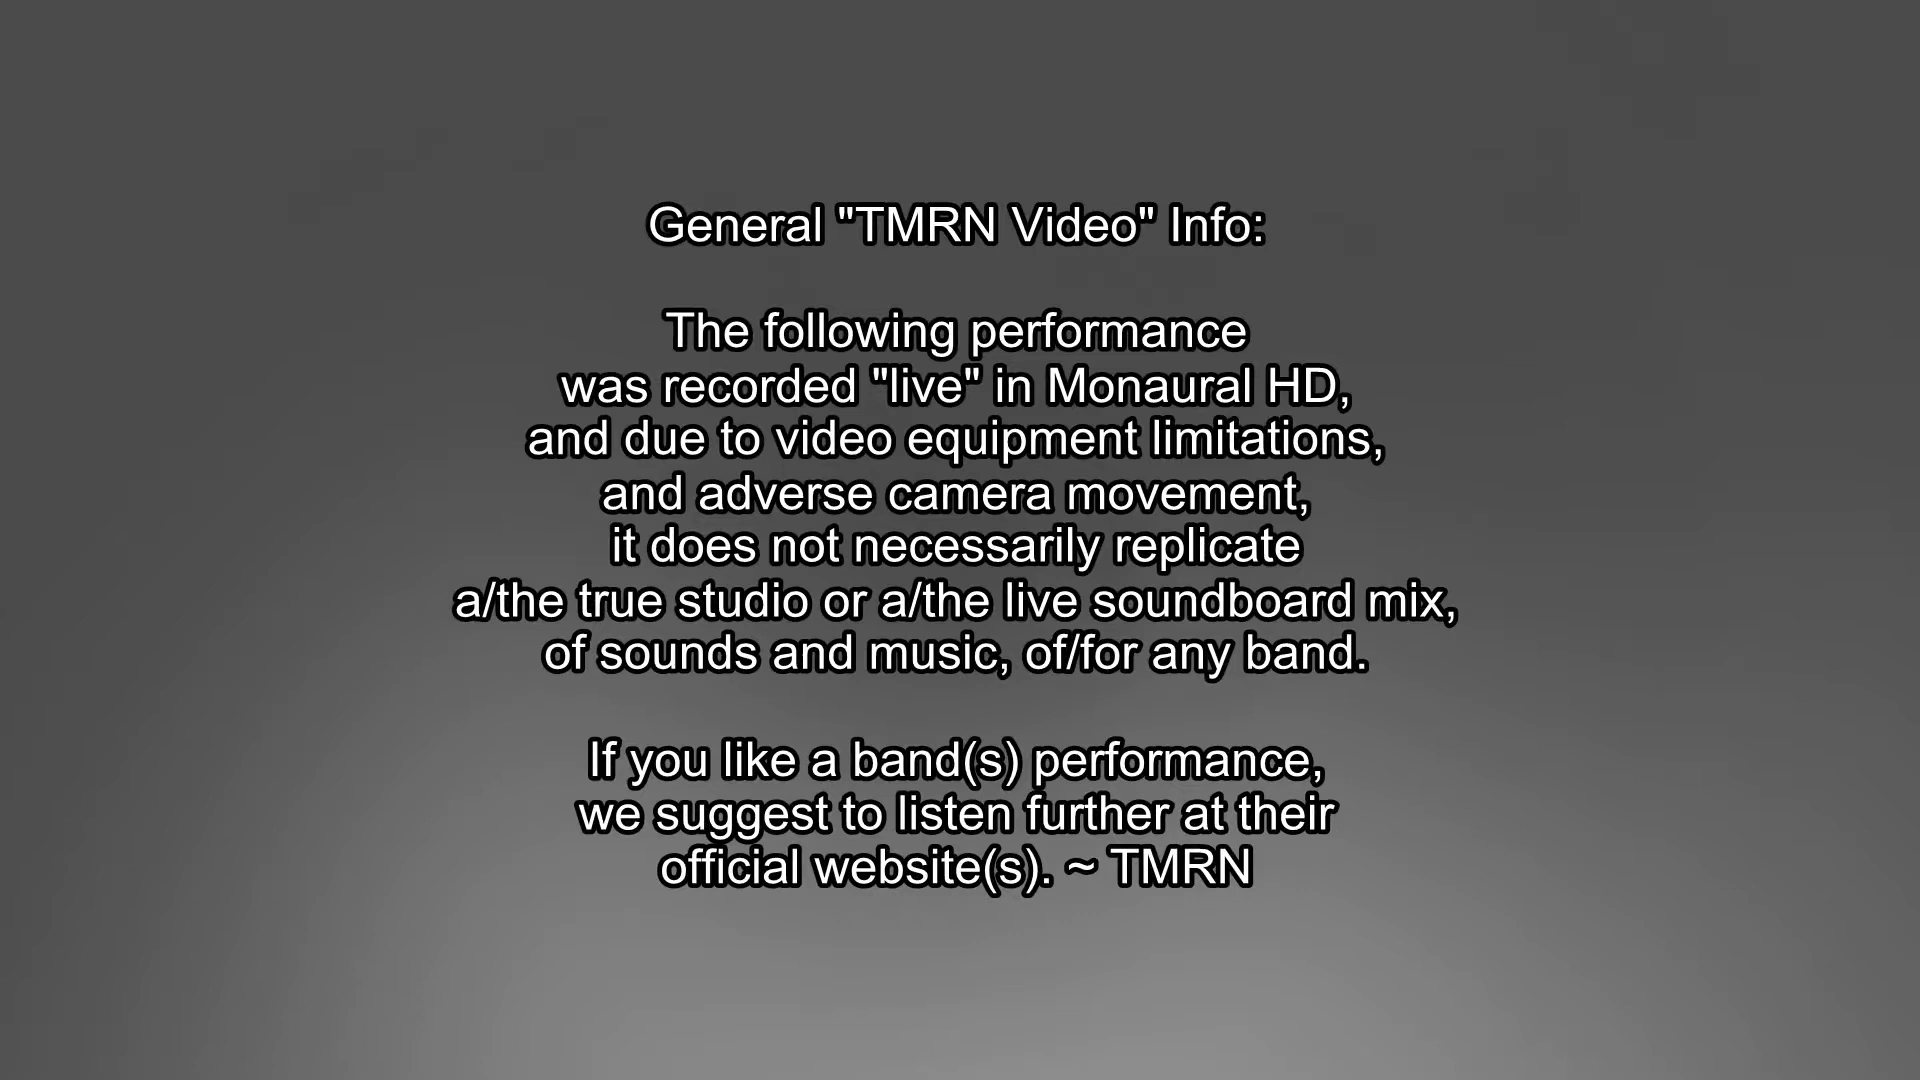 General "TMRN Video" Info:
The following performance
was recorded "live" in Monaural HD,
and due to video equipment limitations,
and adverse camera movement,
it does not necessarily replicate
a/the true studio or a/the live soundboard mix,
of sounds and music, of/for any band.
If you like a band(s) performance,
we suggest to listen further at their
official website(s). ~ TMRN